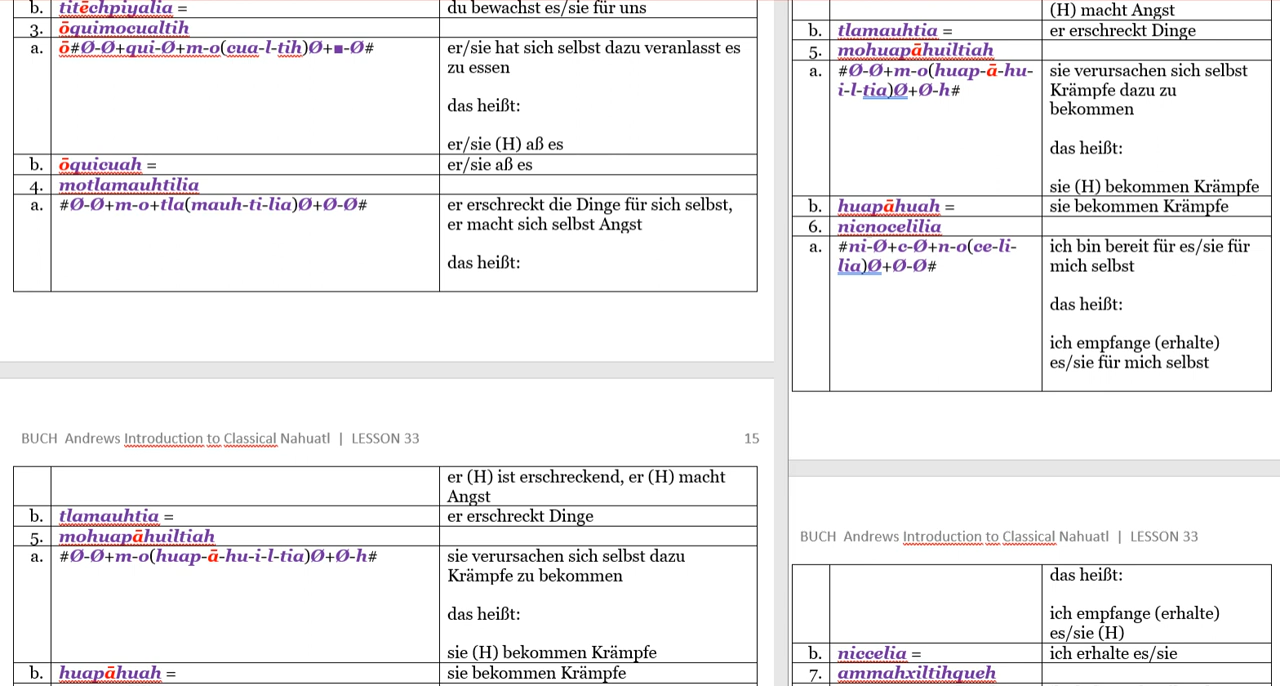 b. titēchpiyalia = du bewachst es/sie für uns
3. ōquimocualtih
a. ō#Ø-Ø+qui-Ø+m-o(cua-l-tih)Ø+■-Ø# er/sie hat sich selbst dazu veranlasst es
zu essen
das heißt:
er/sie (H) aß es
b. ōquicuah = er/sie aß es
4. motlamauhtilia
a. #Ø-Ø+m-o+tla(mauh-ti-lia)Ø+Ø-Ø# er erschreckt die Dinge für sich selbst,
er macht sich selbst Angst
das heißt:
BUCH Andrews Introduction to Classical Nahuatl | LESSON 33 15
er (H) ist erschreckend, er (H) macht
Angst
b. tlamauhtia = er erschreckt Dinge
5. mohuapāhuiltiah
a. #Ø-Ø+m-o(huap-ā-hu-i-l-tia)Ø+Ø-h# sie verursachen sich selbst dazu
Krämpfe zu bekommen
das heißt:
sie (H) bekommen Krämpfe
b. huapāhuah = sie bekommen Krämpfe
(H) macht Angst
b. tlamauhtia = er erschreckt Dinge
5. mohuapāhuiltiah
a. #Ø-Ø+m-o(huap-ā-hu- sie verursachen sich selbst
i-l-tia)Ø+Ø-h# Krämpfe dazu zu
bekommen
das heißt:
sie (H) bekommen Krämpfe
b. huapāhuah = sie bekommen Krämpfe
6. nicnocelilia
a. #ni-Ø+c-Ø+n-o(ce-li- ich bin bereit für es/sie für
lia)Ø+Ø-Ø# mich selbst
das heißt:
ich empfange (erhalte)
es/sie für mich selbst
BUCH Andrews Introduction to Classical Nahuatl | LESSON 33
das heißt:
ich empfange (erhalte)
es/sie (H)
b. niccelia = ich erhalte es/sie
7. ammahxiltihqueh